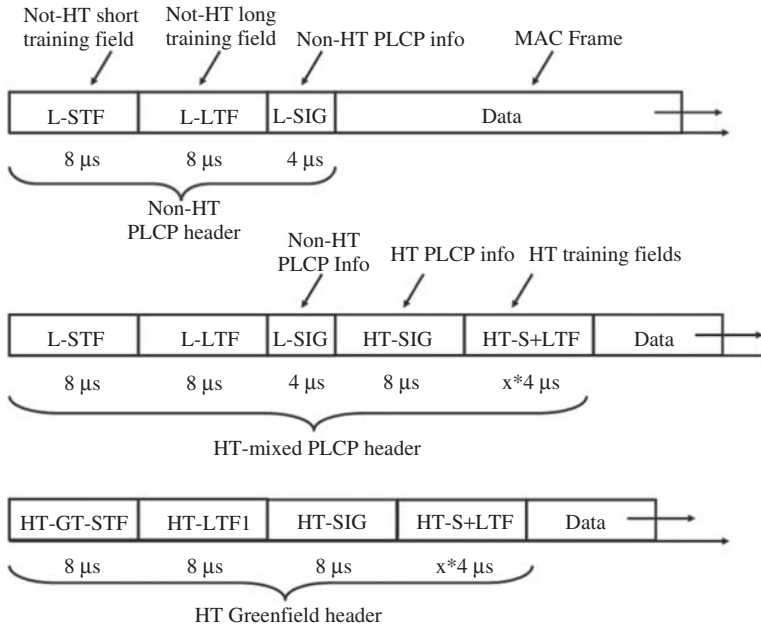 Not-HT short
training field
Not-HT long
training field
Non-HT PLCP info
MAC Frame
L-STF
L-LTF
L-SIG
Data
8 μs
8 μs
4 μs
Non-HT
PLCP header
Non-HT
PLCP Info
HT PLCP info
HT training fields
L-STF
L-LTF
L-SIG
HT-SIG
HT-S+LTF
Data
8 μs
8 μs
4 μs
8 μs
x*4 μs
HT-mixed PLCP header
HT-GT-STF
HT-LTF1
HT-SIG
HT-S+LTF
Data
8 μs
8 μs
8 μs
x*4 μs
HT Greenfield header